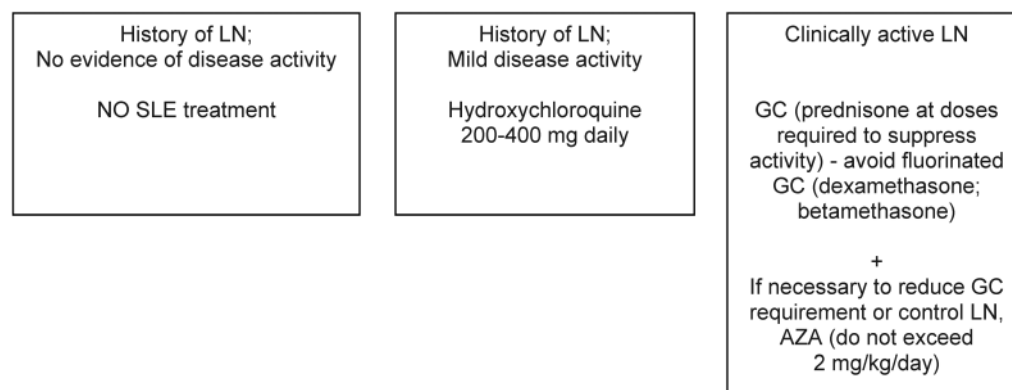 History of LN;
No evidence of disease activity
NO SLE treatment
History of LN;
Mild disease activity
Hydroxychloroquine
200-400 mg daily
Clinically active LN
GC (prednisone at doses
required to suppress
activity) - avoid fluorinated
GC (dexamethasone;
betamethasone)
+
If necessary to reduce GC
requirement or control LN,
AZA (do not exceed
2 mg/kg/day)